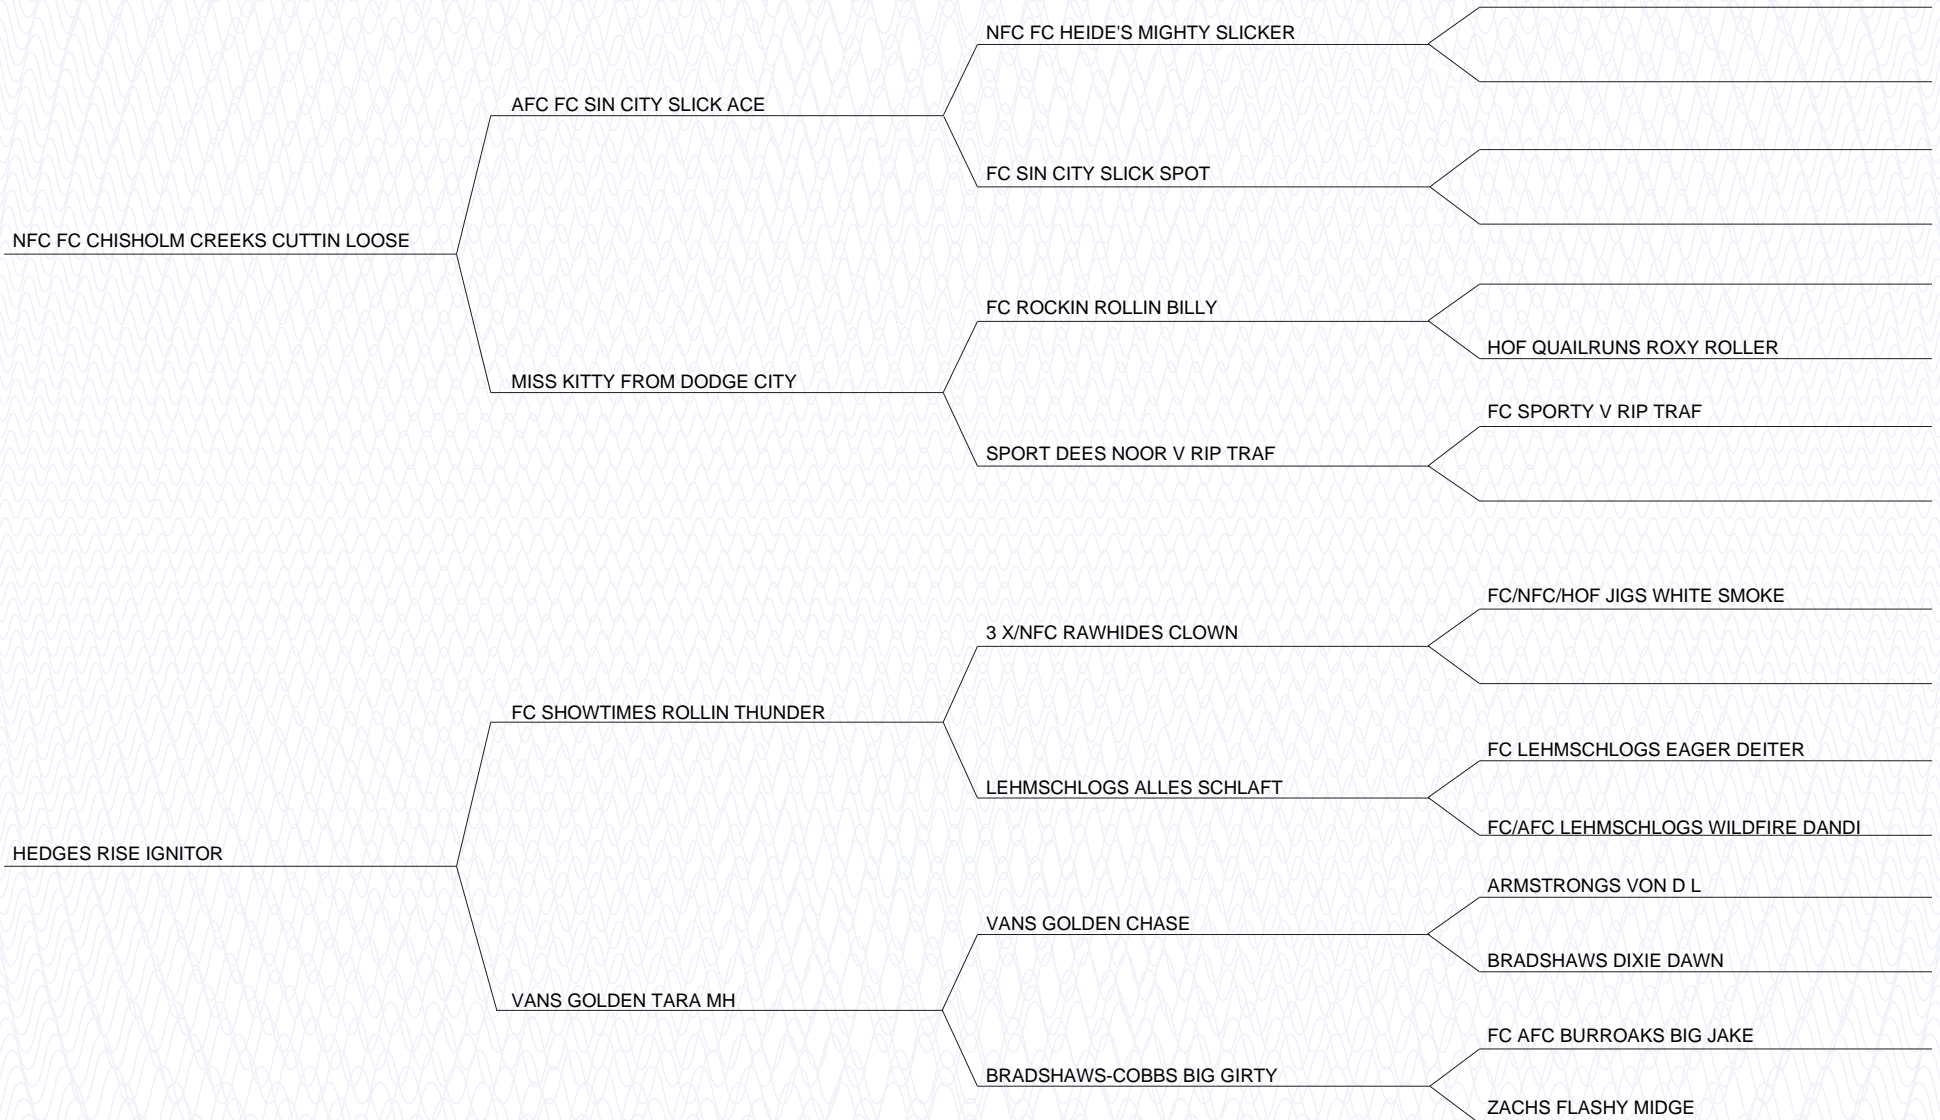 NFC FC HEIDE'S MIGHTY SLICKER
AFC FC SIN CITY SLICK ACE
FC SIN CITY SLICK SPOT
NFC FC CHISHOLM CREEKS CUTTIN LOOSE
FC ROCKIN ROLLIN BILLY
HOF QUAILRUNS ROXY ROLLER
MISS KITTY FROM DODGE CITY
FC SPORTY V RIP TRAF
SPORT DEES NOOR V RIP TRAF
FC/NFC/HOF JIGS WHITE SMOKE
3 X/NFC RAWHIDES CLOWN
FC SHOWTIMES ROLLIN THUNDER
FC LEHMSCHLOGS EAGER DEITER
LEHMSCHLOGS ALLES SCHLAFT
FC/AFC LEHMSCHLOGS WILDFIRE DANDI
HEDGES RISE IGNITOR
ARMSTRONGS VON D L
VANS GOLDEN CHASE
BRADSHAWS DIXIE DAWN
VANS GOLDEN TARA MH
FC AFC BURROAKS BIG JAKE
BRADSHAWS-COBBS BIG GIRTY
ZACHS FLASHY MIDGE